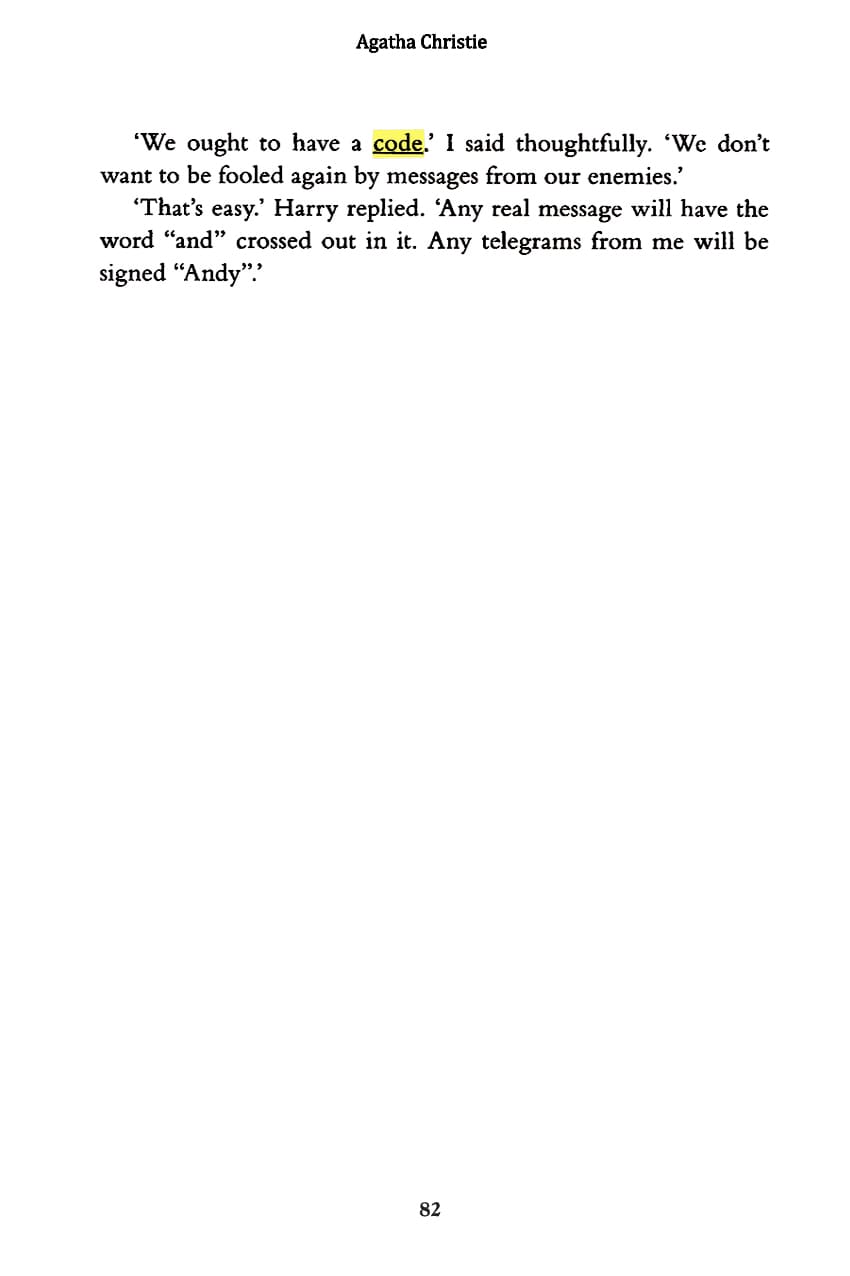 Agatha Christie
‘We ought to have a code.’ I said thoughtfully. ‘We don’t
want to be fooled again by messages from our enemies.’
‘That’s easy.’ Harry replied. ‘Any real message will have the
word “and” crossed out in it. Any telegrams from me will be
signed “Andy”.’
82